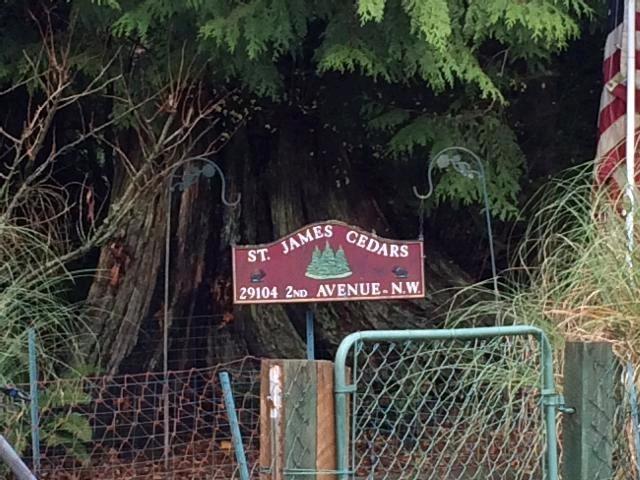 ST. JAMES CEDARS
29104 2ND AVENUE - N.W.